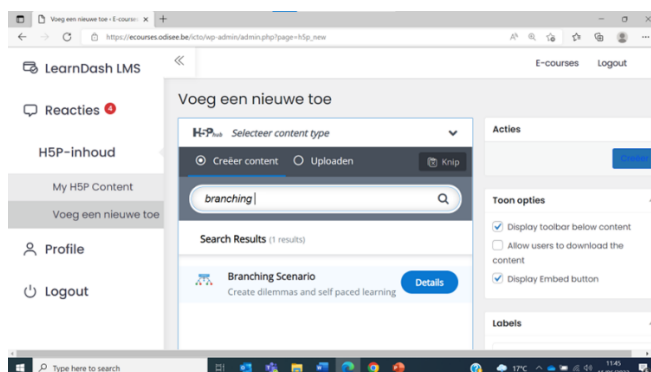 Voeg een nieuwe toe - E-courses
https://ecourses.odisee.be/icto/wp-admin/admin.php?page=h5p_new
LearnDash LMS
E-courses Logout
Reacties 4
Voeg een nieuwe toe
H5P-inhoud
My H5P Content
Voeg een nieuwe toe
Profile
Logout
H-P hub Selecteer content type
Creëer content Uploaden Knip
branching
Search Results (1 results)
Branching Scenario
Create dilemmas and self paced learning
Details
Acties
Toon opties
Display toolbar below content
Allow users to download the
content
Display Embed button
Labels
Type here to search
17°C
11:45